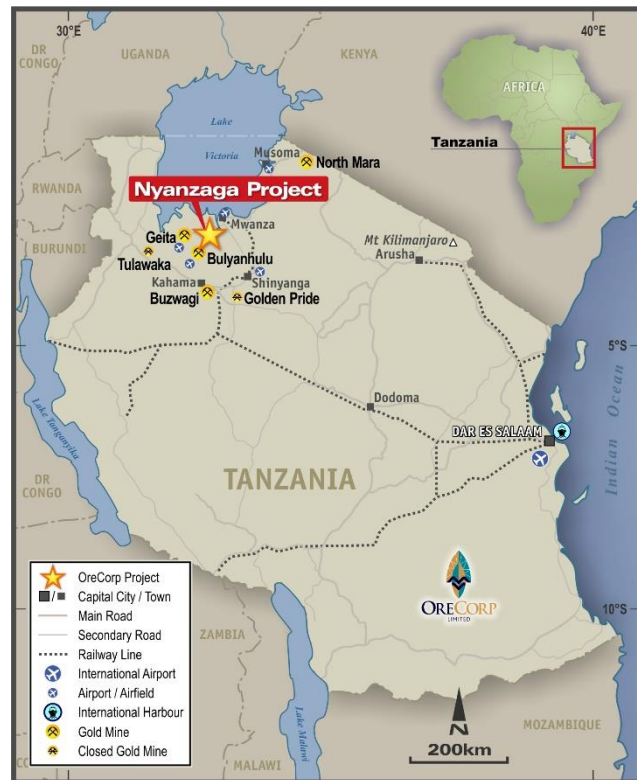 30°E
40°E
DR
CONGO
UGANDA
KENYA
AFRICA
Tanzania
Lake
Victoria
Musoma
North Mara
RWANDA
Nyanzaga Project
Mwanza
Geita
BURUNDI
Bulyanhulu
Tulawaka
Mt Kilimanjaro
Arusha
Kahama
Shinyanga
Buzwagi
Golden Pride
5°S
Lake Tanganyika
Dodoma
DAR ES SALAAM
Indian Ocean
DR
CONGO
TANZANIA
ORECORP
LIMITED
OreCorp Project
/ Capital City / Town
Main Road
Secondary Road
Railway Line
International Airport
Airport / Airfield
International Harbour
Gold Mine
Closed Gold Mine
10°S
ZAMBIA
Lake Malawi
MALAWI
N
200km
MOZAMBIQUE